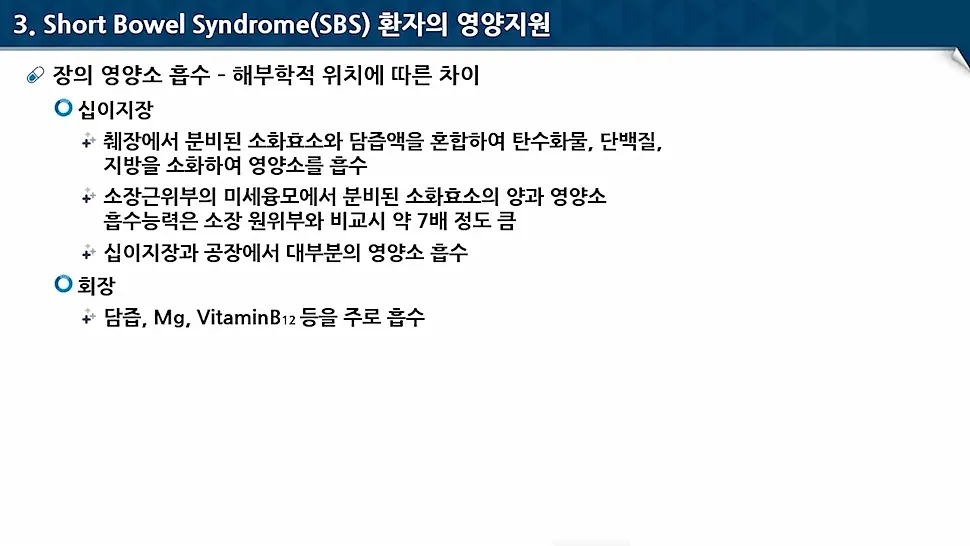 3. Short Bowel Syndrome(SBS) 환자의 영양지원
장의 영양소 흡수 - 해부학적 위치에 따른 차이
십이지장
췌장에서 분비된 소화효소와 담즙액을 혼합하여 탄수화물, 단백질,
지방을 소화하여 영양소를 흡수
소장근위부의 미세융모에서 분비된 소화효소의 양과 영양소
흡수능력은 소장 원위부와 비교시 약 7배 정도 큼
십이지장과 공장에서 대부분의 영양소 흡수
회장
담즙, Mg, VitaminB₁₂ 등을 주로 흡수